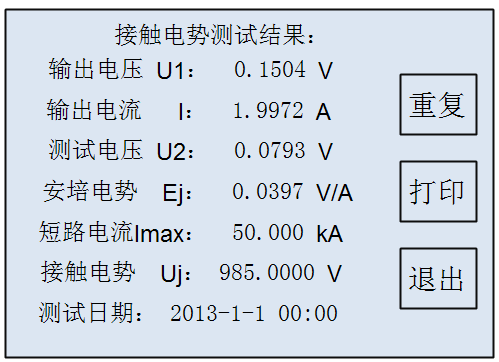 接触电势测试结果：
输出电压 U1： 0.1504 V
输出电流 I： 1.9972 A
重复
测试电压 U2： 0.0793 V
安培电势 Ej： 0.0397 V/A
打印
短路电流Imax： 50.000 kA
接触电势 Uj： 985.0000 V
退出
测试日期： 2013-1-1 00:00